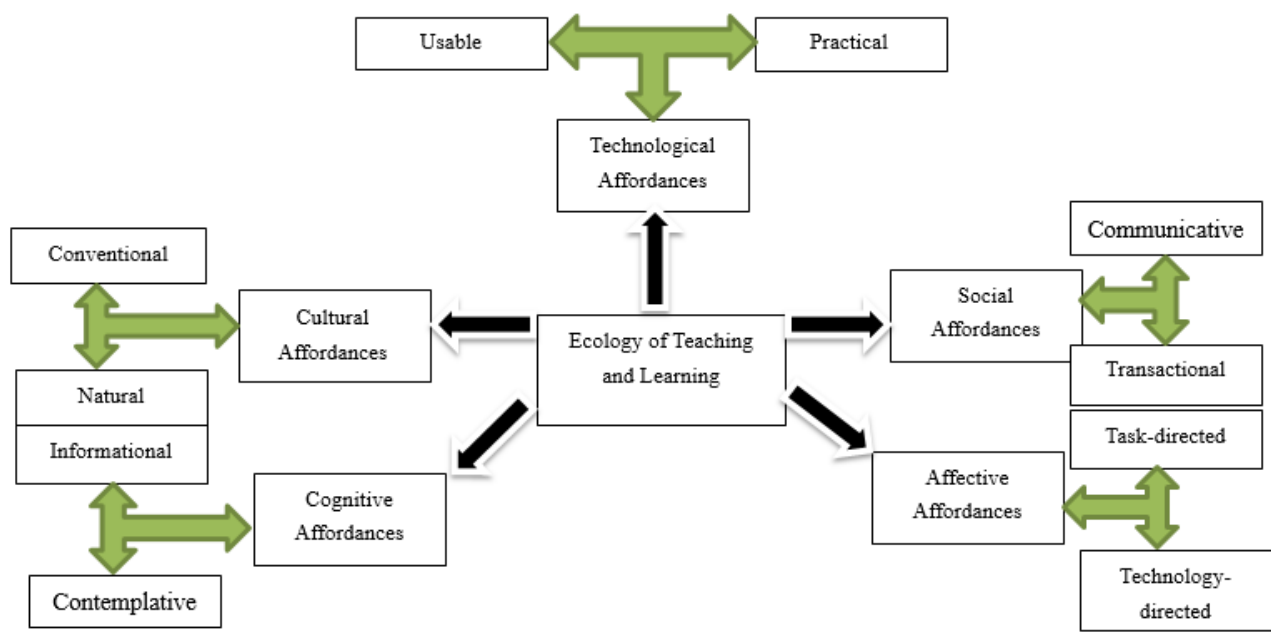 Usable
Practical
Technological
Affordances
Communicative
Conventional
Social
Affordances
Cultural
Affordances
Ecology of Teaching
and Learning
Transactional
Natural
Informational
Task-directed
Affective
Affordances
Cognitive
Affordances
Contemplative
Technology-
directed